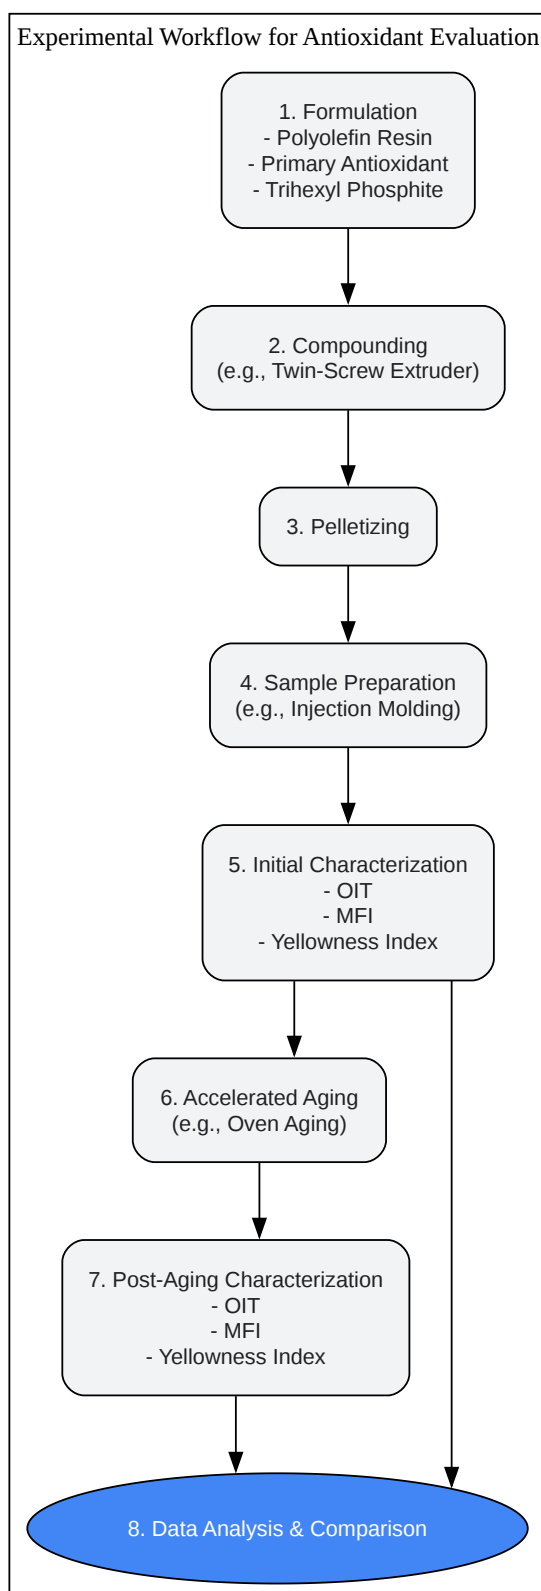 Experimental Workflow for Antioxidant Evaluation
1. Formulation
- Polyolefin Resin
- Primary Antioxidant
- Trihexyl Phosphite
2. Compounding
(e.g., Twin-Screw Extruder)
3. Pelletizing
4. Sample Preparation
(e.g., Injection Molding)
5. Initial Characterization
- OIT
- MFI
- Yellowness Index
6. Accelerated Aging
(e.g., Oven Aging)
7. Post-Aging Characterization
- OIT
- MFI
- Yellowness Index
8. Data Analysis & Comparison